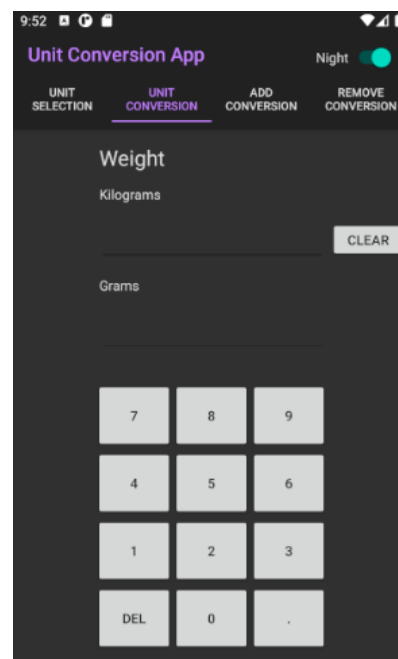 9:52
Unit Conversion App
Night
UNIT SELECTION
UNIT CONVERSION
ADD CONVERSION
REMOVE CONVERSION
Weight
Kilograms
CLEAR
Grams
7 8 9
4 5 6
1 2 3
DEL 0 .